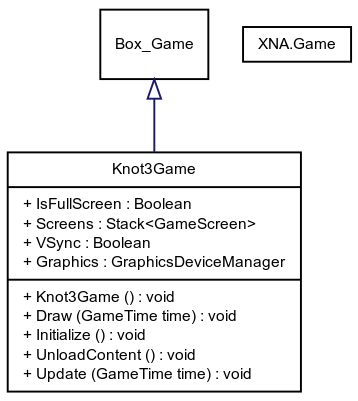 Box_Game
XNA.Game
Knot3Game
+ IsFullScreen : Boolean
+ Screens : Stack<GameScreen>
+ VSync : Boolean
+ Graphics : GraphicsDeviceManager
+ Knot3Game () : void
+ Draw (GameTime time) : void
+ Initialize () : void
+ UnloadContent () : void
+ Update (GameTime time) : void